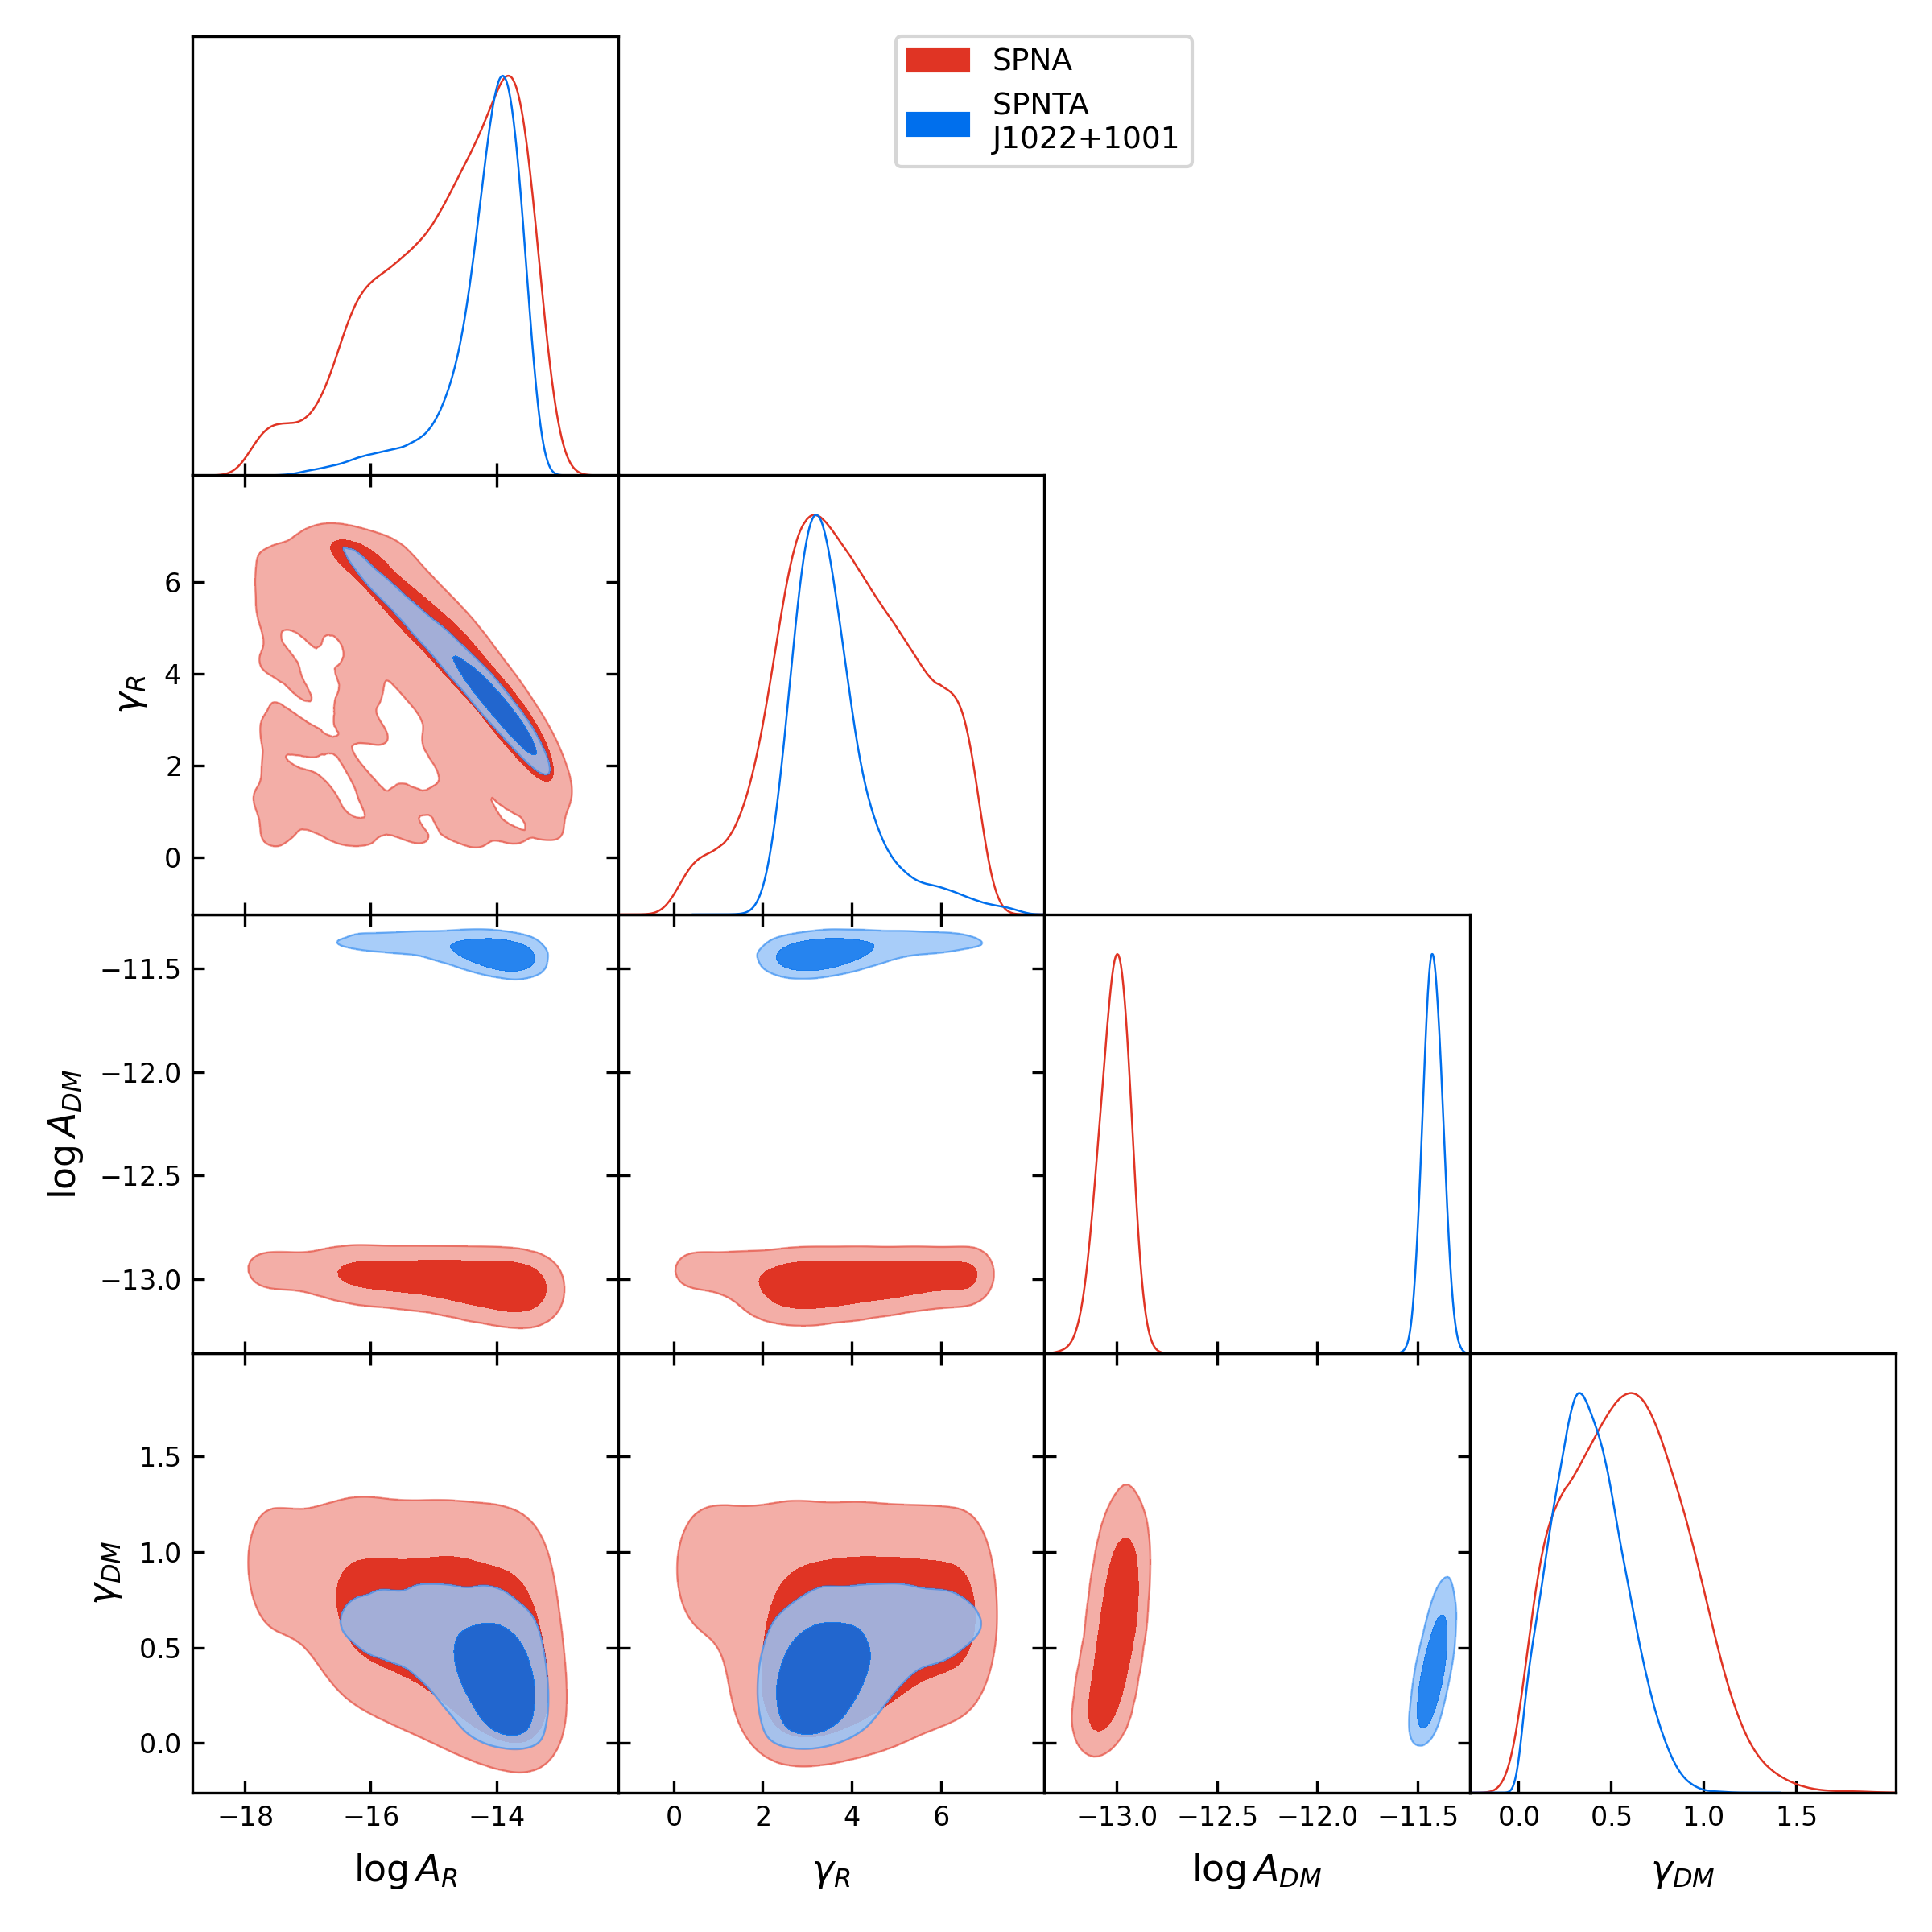 SPNA
SPNTA
J1022+1001
6
4
2
0
γR
−11.5
−12.0
−12.5
−13.0
log ADM
1.5
1.0
0.5
0.0
γDM
−18 −16 −14 0 2 4 6 −13.0 −12.5 −12.0 −11.5 0.0 0.5 1.0 1.5
log AR γR log ADM γDM